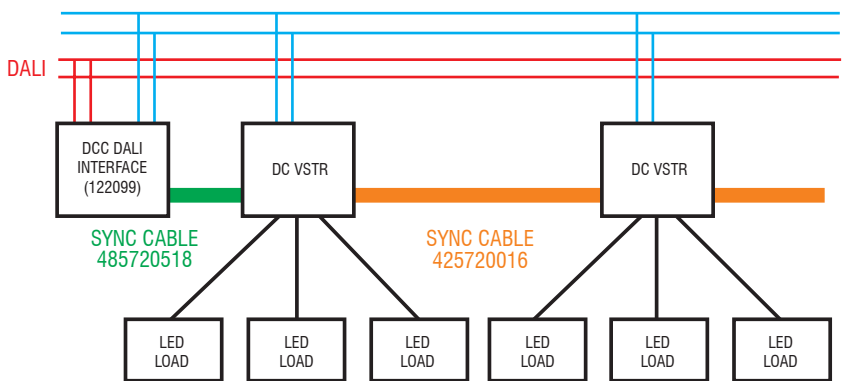 DALI
DCC DALI
INTERFACE
(122099)
DC VSTR
DC VSTR
SYNC CABLE
485720518
SYNC CABLE
425720016
LED
LOAD
LED
LOAD
LED
LOAD
LED
LOAD
LED
LOAD
LED
LOAD